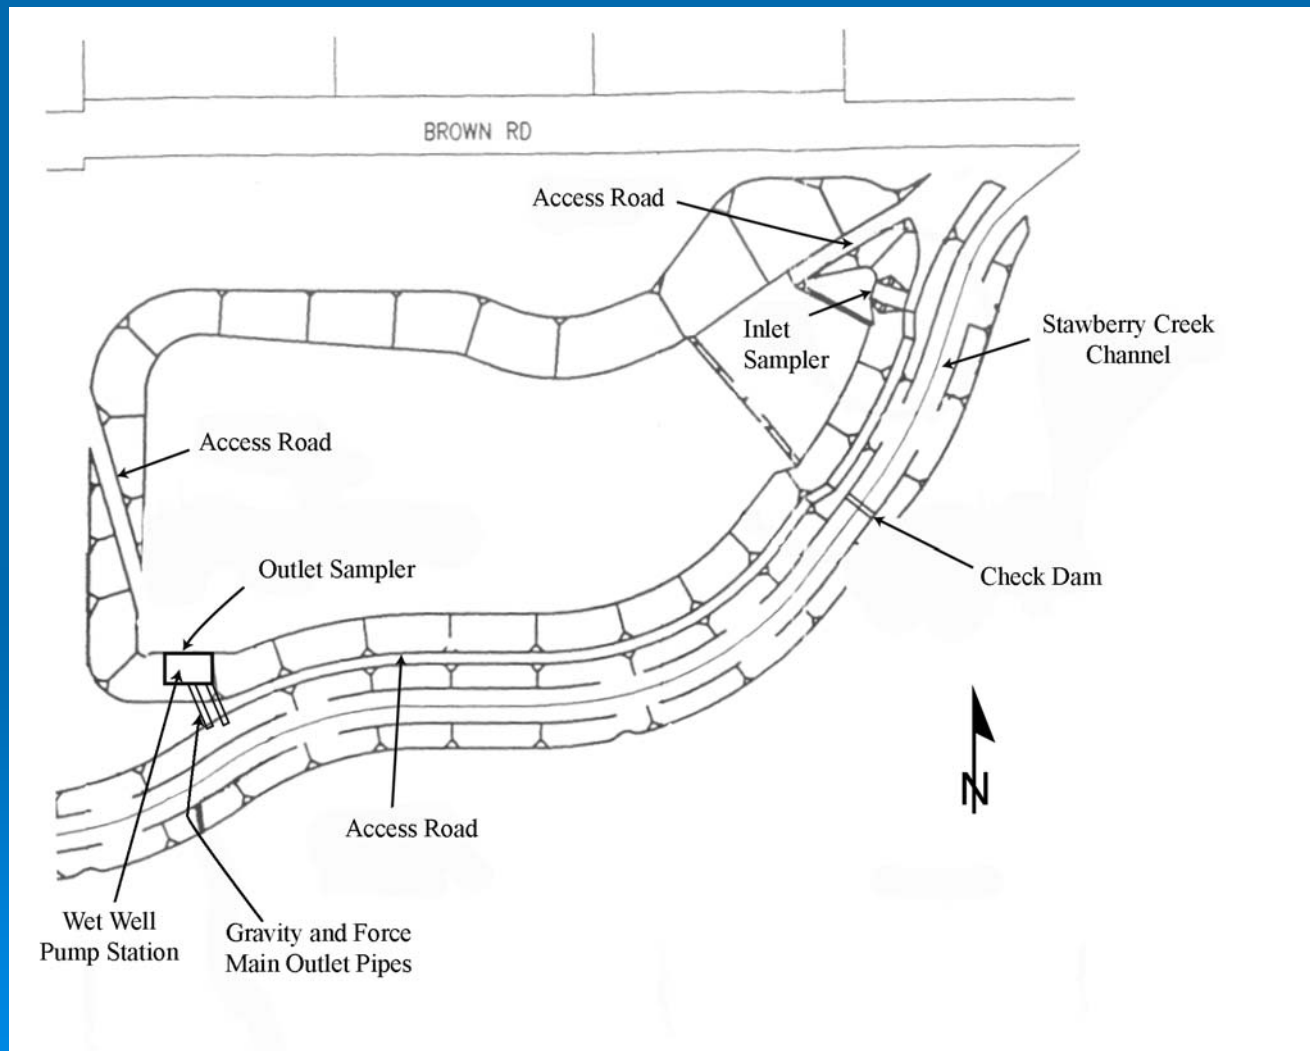 BROWN RD
Access Road
Inlet
Sampler
Stawberry Creek
Channel
Access Road
Outlet Sampler
Check Dam
N
Access Road
Wet Well
Pump Station
Gravity and Force
Main Outlet Pipes